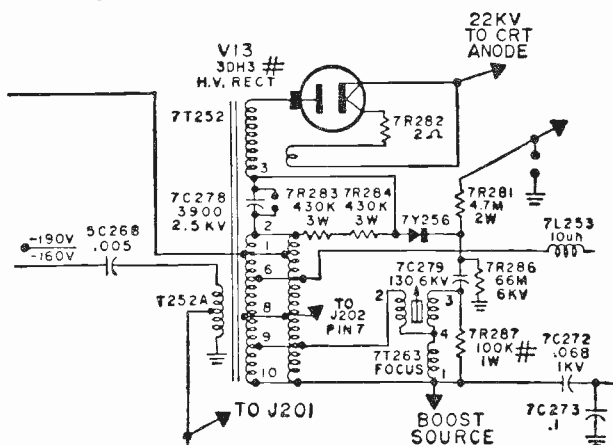 22KV
TO CRT
ANODE
V13
3DH3 #
H.V. RECT
7T252
7R282
2Ω
3
7C278
3900
2.5KV
7R283
430K
3W
7R284
430K
3W
7Y256
7R281
4.7M
2W
7L253
10uh
2
1
6
8
9
10
-190V
-160V
5C268
.005
T252A
TO
J202
PIN 7
7C279
130,6KV
2
3
4
1
7R286
66M
6KV
7T263
FOCUS
7R287 #
100K
1W
7C272
.068
1KV
7C273
.1
TO J201
BOOST
SOURCE